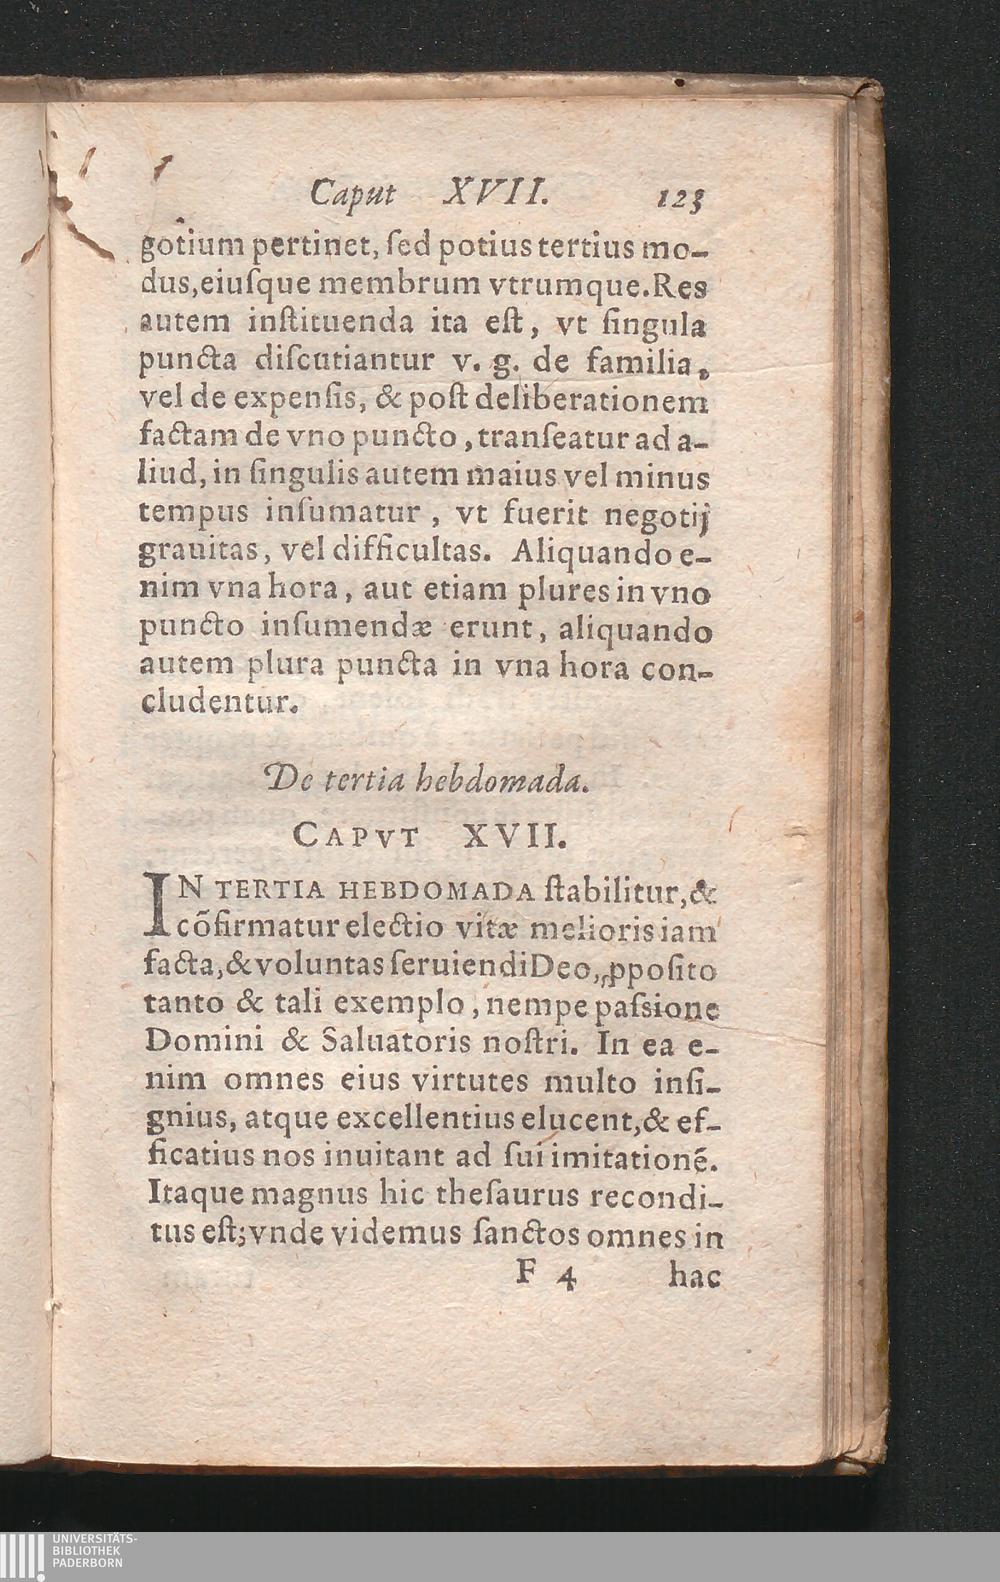 Caput XVII. 123
gotium pertinet, ſed potius tertius mo-
dus,eiuſque membrum vtrumque.Res
autem inſtituenda ita eſt, vt ſingula
puncta diſcutiantur v. g. de familia,
vel de expenſis, & poſt deliberationem
factam de vno puncto, tranſeatur ad a-
liud, in ſingulis autem maius vel minus
tempus inſumatur, vt fuerit negotij
grauitas, vel difficultas. Aliquando e-
nim vna hora, aut etiam plures in vno
puncto inſumendæ erunt, aliquando
autem plura puncta in vna hora con-
cludentur.
De tertia hebdomada.
CAPVT XVII.
IN TERTIA HEBDOMADA ſtabilitur,&
cõfirmatur electio vitæ melioris iam
facta,&voluntas ſeruiendi Deo, ꝓpoſito
tanto & tali exemplo, nempe paſsione
Domini & Saluatoris noſtri. In ea e-
nim omnes eius virtutes multo inſi-
gnius, atque excellentius elucent,& ef-
ficatius nos inuitant ad ſui imitationẽ.
Itaque magnus hic theſaurus recondi-
tus eſt; vnde videmus ſanctos omnes in
F 4 hac
UNIVERSITÄTS-
BIBLIOTHEK
PADERBORN